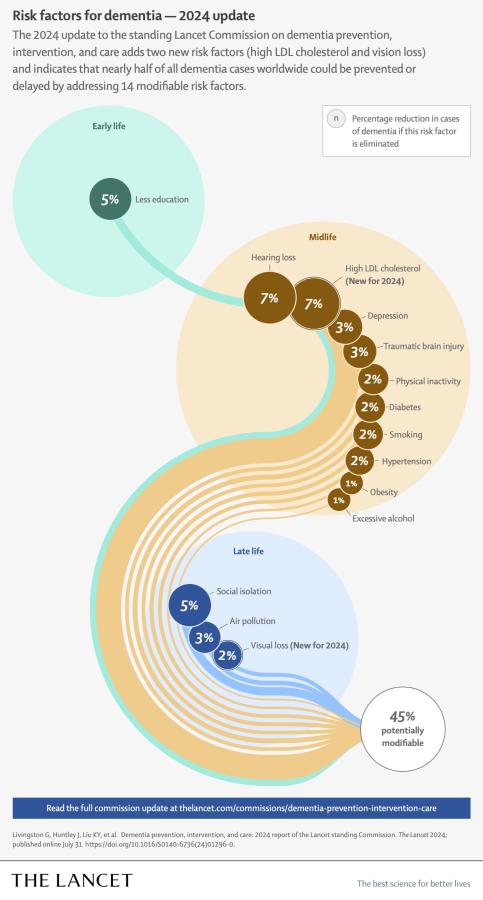 Risk factors for dementia — 2024 update
The 2024 update to the standing Lancet Commission on dementia prevention,
intervention, and care adds two new risk factors (high LDL cholesterol and vision loss)
and indicates that nearly half of all dementia cases worldwide could be prevented or
delayed by addressing 14 modifiable risk factors.
n
Percentage reduction in cases
of dementia if this risk factor
is eliminated
Early life
5%
Less education
Midlife
Hearing loss
7%
High LDL cholesterol
(New for 2024)
7%
Depression
3%
Traumatic brain injury
3%
Physical inactivity
2%
Diabetes
2%
Smoking
2%
Hypertension
2%
Obesity
1%
Excessive alcohol
1%
Late life
Social isolation
5%
Air pollution
3%
Visual loss (New for 2024)
2%
45%
potentially
modifiable
Read the full commission update at thelancet.com/commissions/dementia-prevention-intervention-care
Livingston G, Huntley J, Liu KY, et al. Dementia prevention, intervention, and care: 2024 report of the Lancet standing Commission. The Lancet 2024;
published online July 31. https://doi.org/10.1016/S0140-6736(24)01296-0.
THE LANCET
The best science for better lives